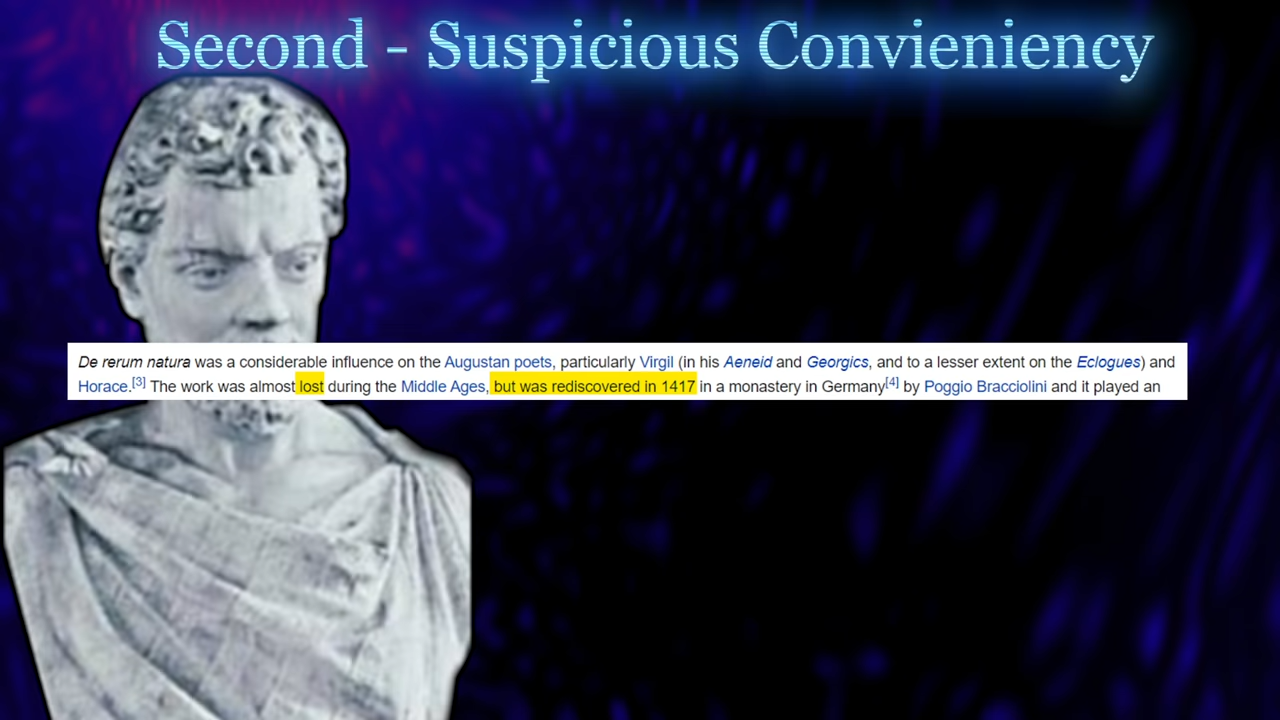 Second - Suspicious Convieniency
De rerum natura was a considerable influence on the Augustan poets, particularly Virgil (in his Aeneid and Georgics, and to a lesser extent on the Eclogues) and
Horace.[3] The work was almost lost during the Middle Ages, but was rediscovered in 1417 in a monastery in Germany[4] by Poggio Bracciolini and it played an